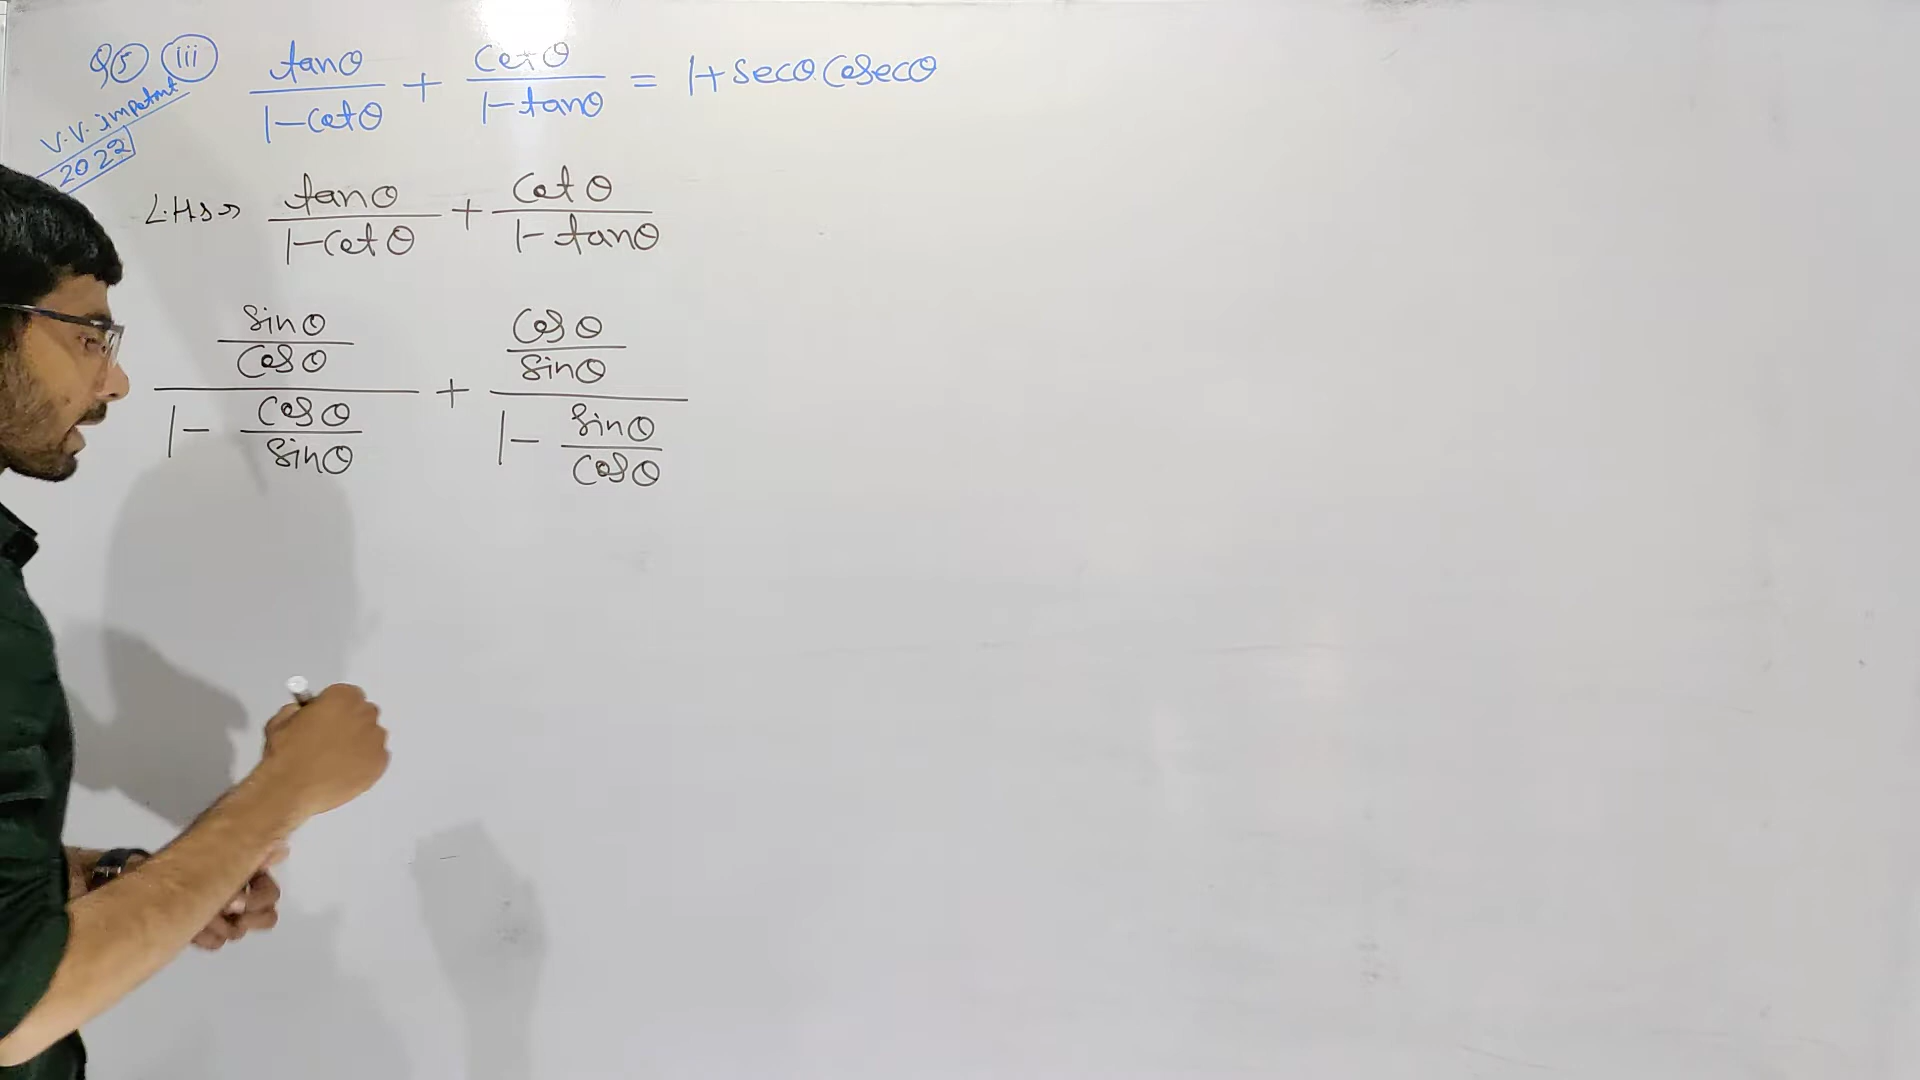 Q5 (iii) tanθ/(1-cotθ) + cotθ/(1-tanθ) = 1+secθ.cosecθ
V.V. impotant
2022
L.H.S → tanθ/(1-cotθ) + cotθ/(1-tanθ)
(sinθ/cosθ)/(1-cosθ/sinθ) + (cosθ/sinθ)/(1-sinθ/cosθ)